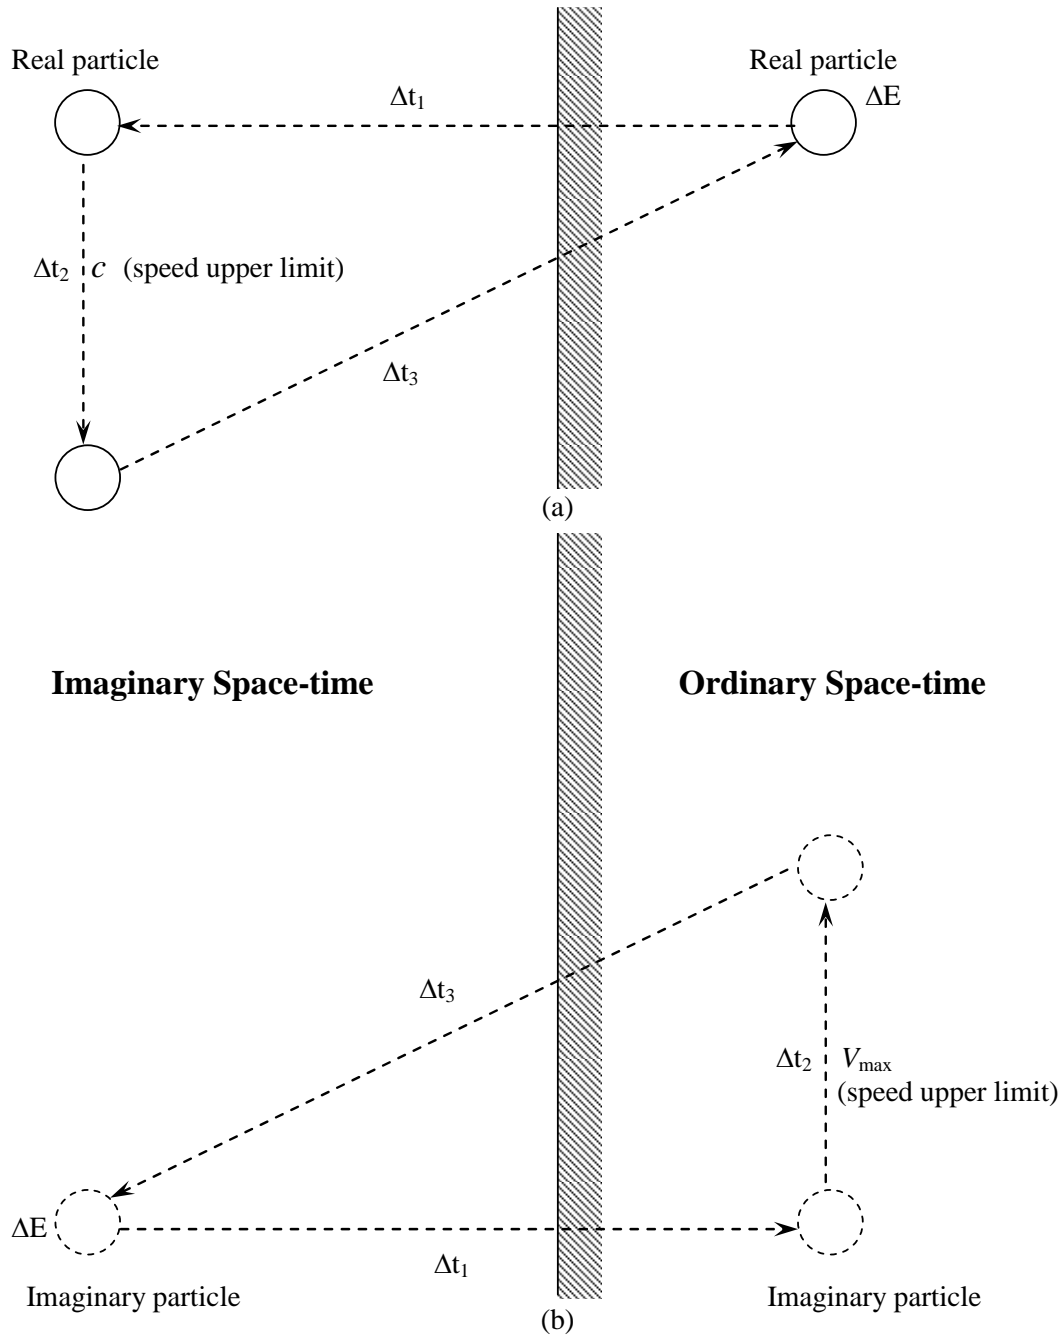 Real particle
Real particle
Δt₁
ΔE
Δt₂ c (speed upper limit)
Δt₃
(a)
Imaginary Space-time
Ordinary Space-time
Δt₃
Δt₂ Vₘₐₓ
(speed upper limit)
ΔE
Δt₁
Imaginary particle
Imaginary particle
(b)